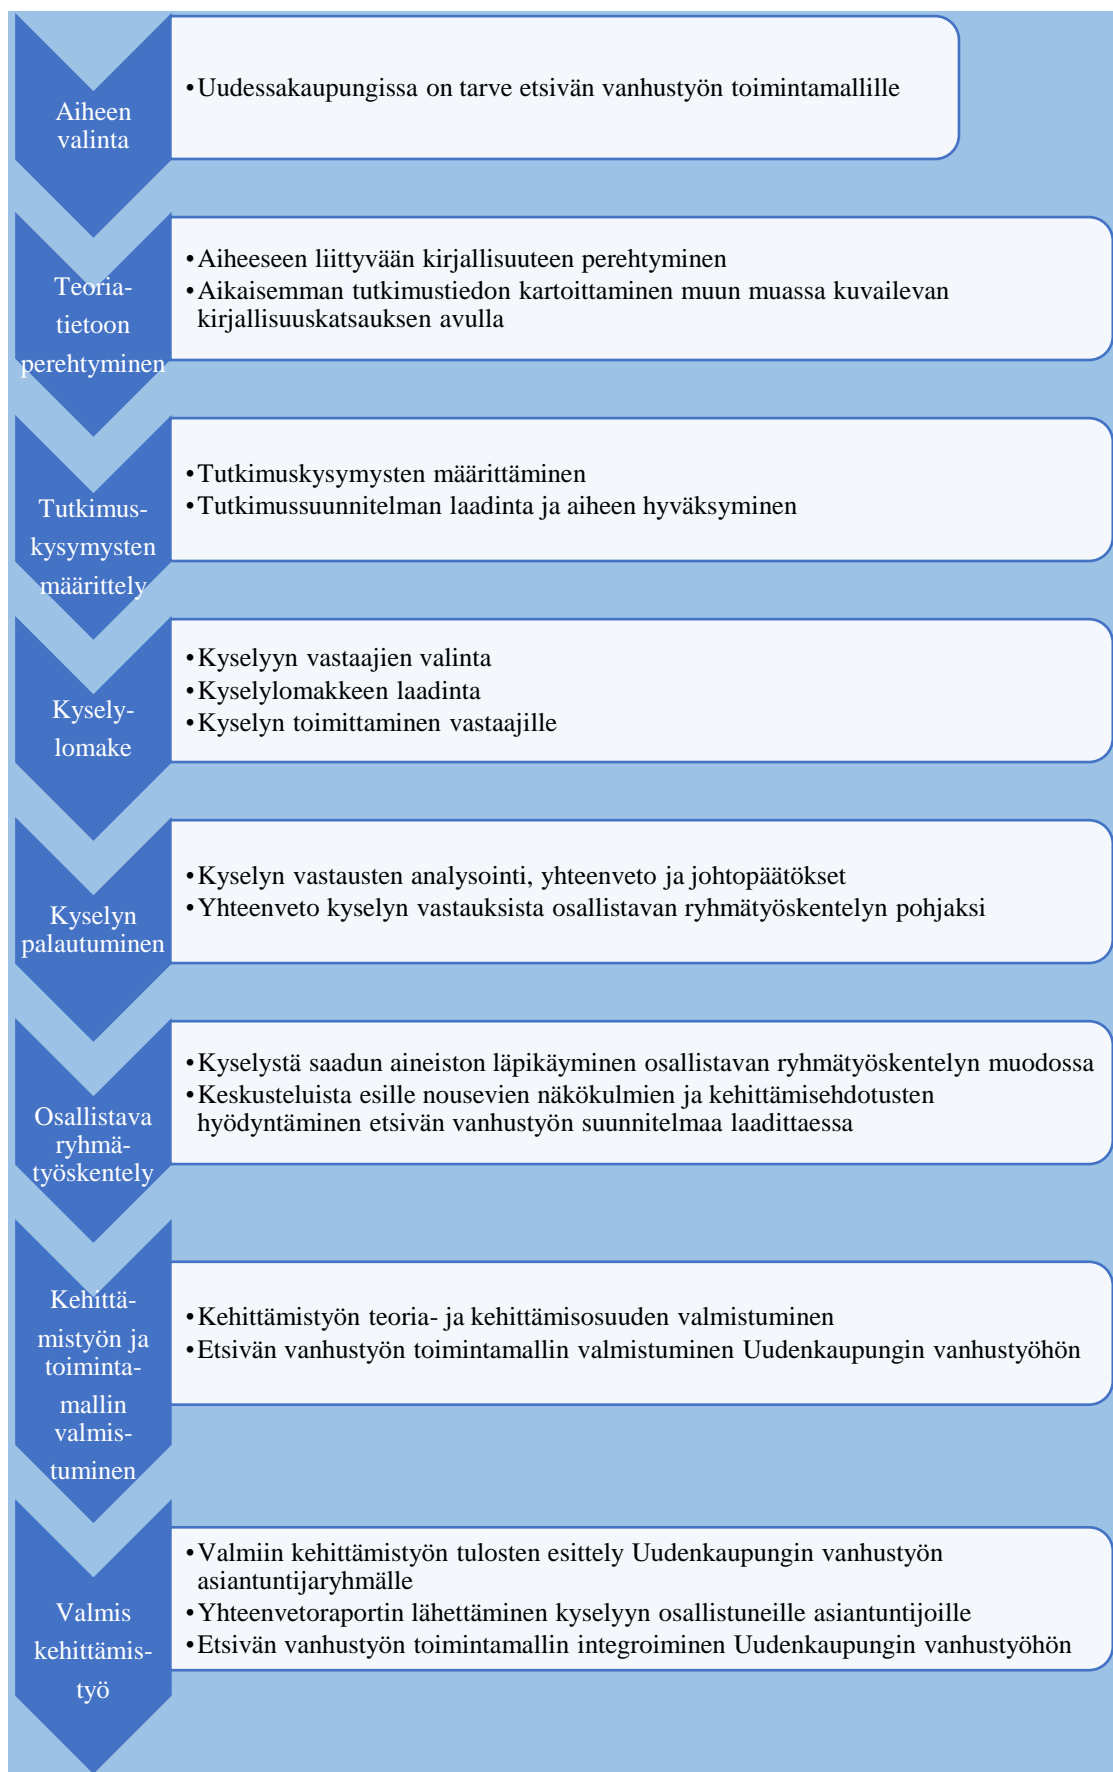 Aiheen
valinta
•Uudessakaupungissa on tarve etsivän vanhustyön toimintamallille
Teoria-
tietoon
perehtyminen
•Aiheeseen liittyvään kirjallisuuteen perehtyminen
•Aikaisemman tutkimustiedon kartoittaminen muun muassa kuvailevan
kirjallisuuskatsauksen avulla
Tutkimus-
kysymysten
määrittely
•Tutkimuskysymysten määrittäminen
•Tutkimussuunnitelman laadinta ja aiheen hyväksyminen
Kysely-
lomake
•Kyselyyn vastaajien valinta
•Kyselylomakkeen laadinta
•Kyselyn toimittaminen vastaajille
Kyselyn
palautuminen
•Kyselyn vastausten analysointi, yhteenveto ja johtopäätökset
•Yhteenveto kyselyn vastauksista osallistavan ryhmätyöskentelyn pohjaksi
Osallistava
ryhmä-
työskentely
•Kyselystä saadun aineiston läpikäyminen osallistavan ryhmätyöskentelyn muodossa
•Keskusteluista esille nousevien näkökulmien ja kehittämisehdotusten
hyödyntäminen etsivän vanhustyön suunnitelmaa laadittaessa
Kehittä-
mistyön ja
toiminta-
mallin
valmis-
tuminen
•Kehittämistyön teoria- ja kehittämisosuuden valmistuminen
•Etsivän vanhustyön toimintamallin valmistuminen Uudenkaupungin vanhustyöhön
Valmis
kehittämis-
työ
•Valmiin kehittämistyön tulosten esittely Uudenkaupungin vanhustyön
asiantuntijaryhmälle
•Yhteenvetoraportin lähettäminen kyselyyn osallistuneille asiantuntijoille
•Etsivän vanhustyön toimintamallin integroiminen Uudenkaupungin vanhustyöhön